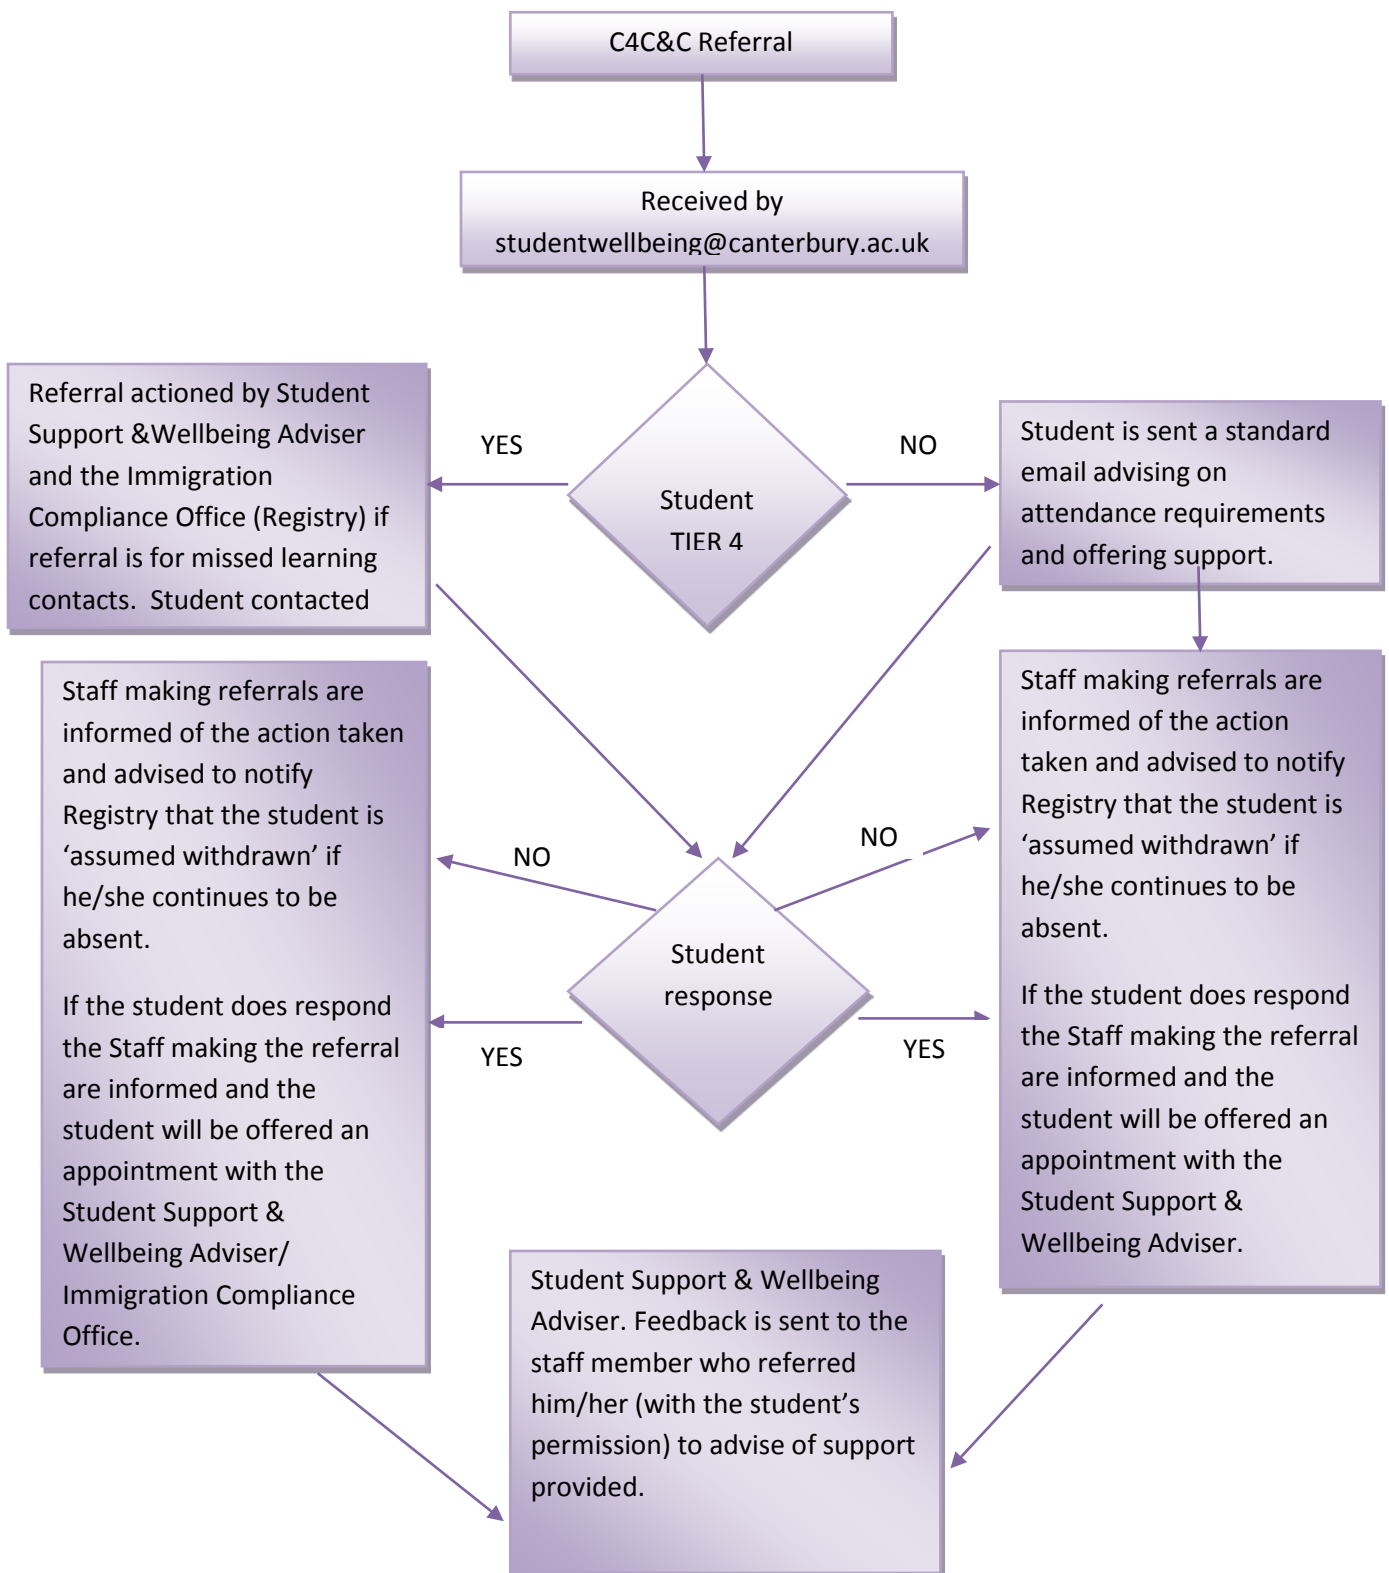 C4C&C Referral
Received by
studentwellbeing@canterbury.ac.uk
Referral actioned by Student
Support &Wellbeing Adviser
and the Immigration
Compliance Office (Registry) if
referral is for missed learning
contacts.  Student contacted
YES
Student
TIER 4
NO
Student is sent a standard
email advising on
attendance requirements
and offering support.
Staff making referrals are
informed of the action taken
and advised to notify
Registry that the student is
‘assumed withdrawn’ if
he/she continues to be
absent.
If the student does respond
the Staff making the referral
are informed and the
student will be offered an
appointment with the
Student Support &
Wellbeing Adviser/
Immigration Compliance
Office.
NO
YES
Student
response
NO
YES
Staff making referrals are
informed of the action
taken and advised to notify
Registry that the student is
‘assumed withdrawn’ if
he/she continues to be
absent.
If the student does respond
the Staff making the referral
are informed and the
student will be offered an
appointment with the
Student Support &
Wellbeing Adviser.
Student Support & Wellbeing
Adviser. Feedback is sent to the
staff member who referred
him/her (with the student’s
permission) to advise of support
provided.